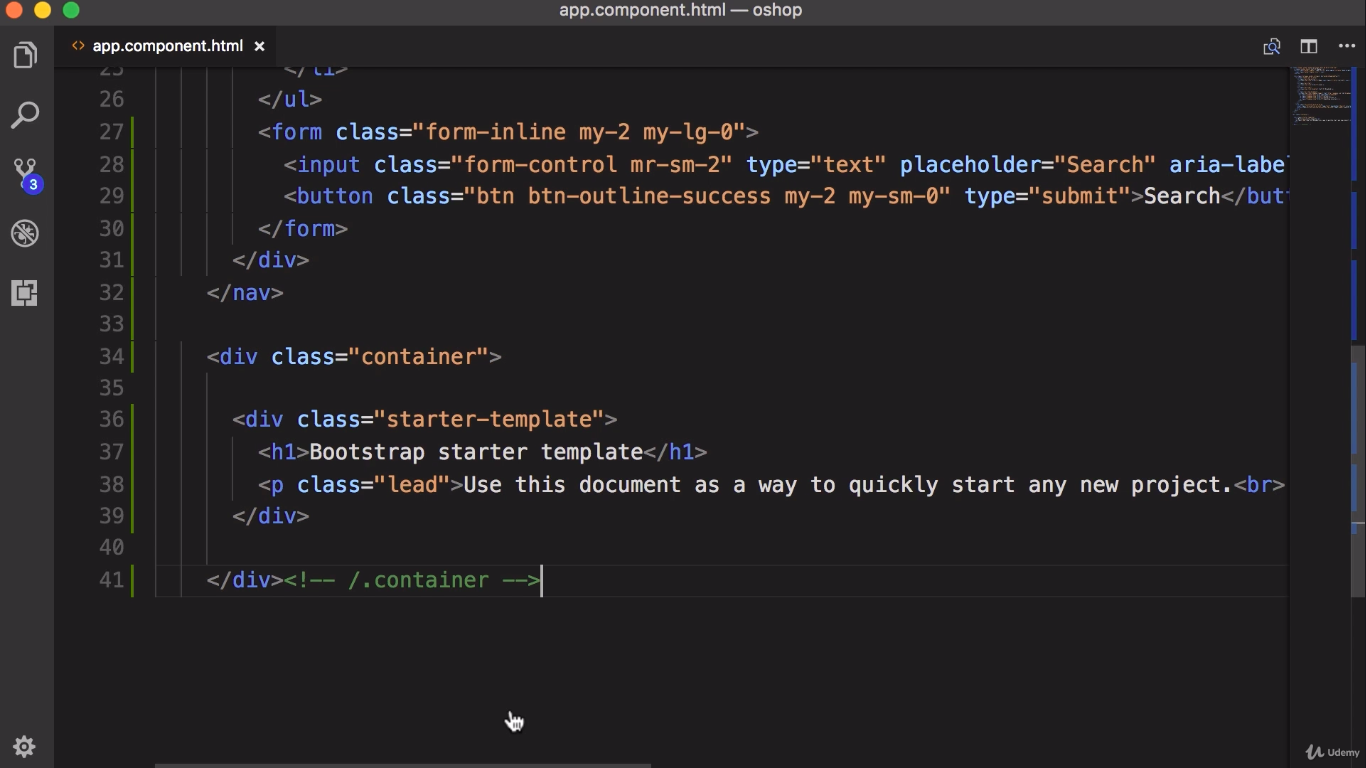 app.component.html — oshop
<> app.component.html ×
25 </li>
26 </ul>
27 <form class="form-inline my-2 my-lg-0">
28 <input class="form-control mr-sm-2" type="text" placeholder="Search" aria-label
29 <button class="btn btn-outline-success my-2 my-sm-0" type="submit">Search</butt
30 </form>
31 </div>
32 </nav>
33
34 <div class="container">
35
36 <div class="starter-template">
37 <h1>Bootstrap starter template</h1>
38 <p class="lead">Use this document as a way to quickly start any new project.<br>
39 </div>
40
41 </div><!-- /.container -->
3
Udemy